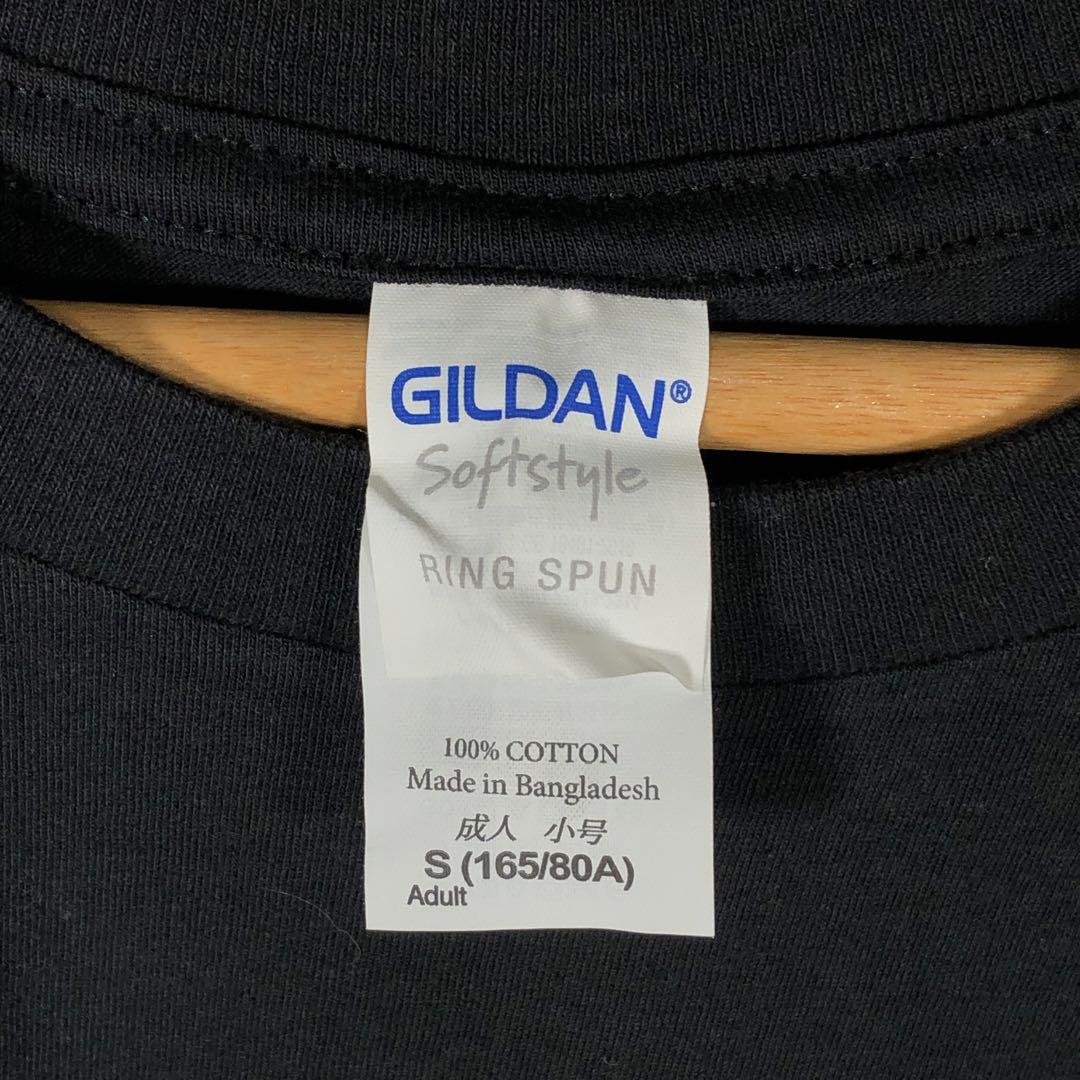 GILDAN®
Softstyle
RING SPUN
100% COTTON
Made in Bangladesh
成人 小号
S (165/80A)
Adult